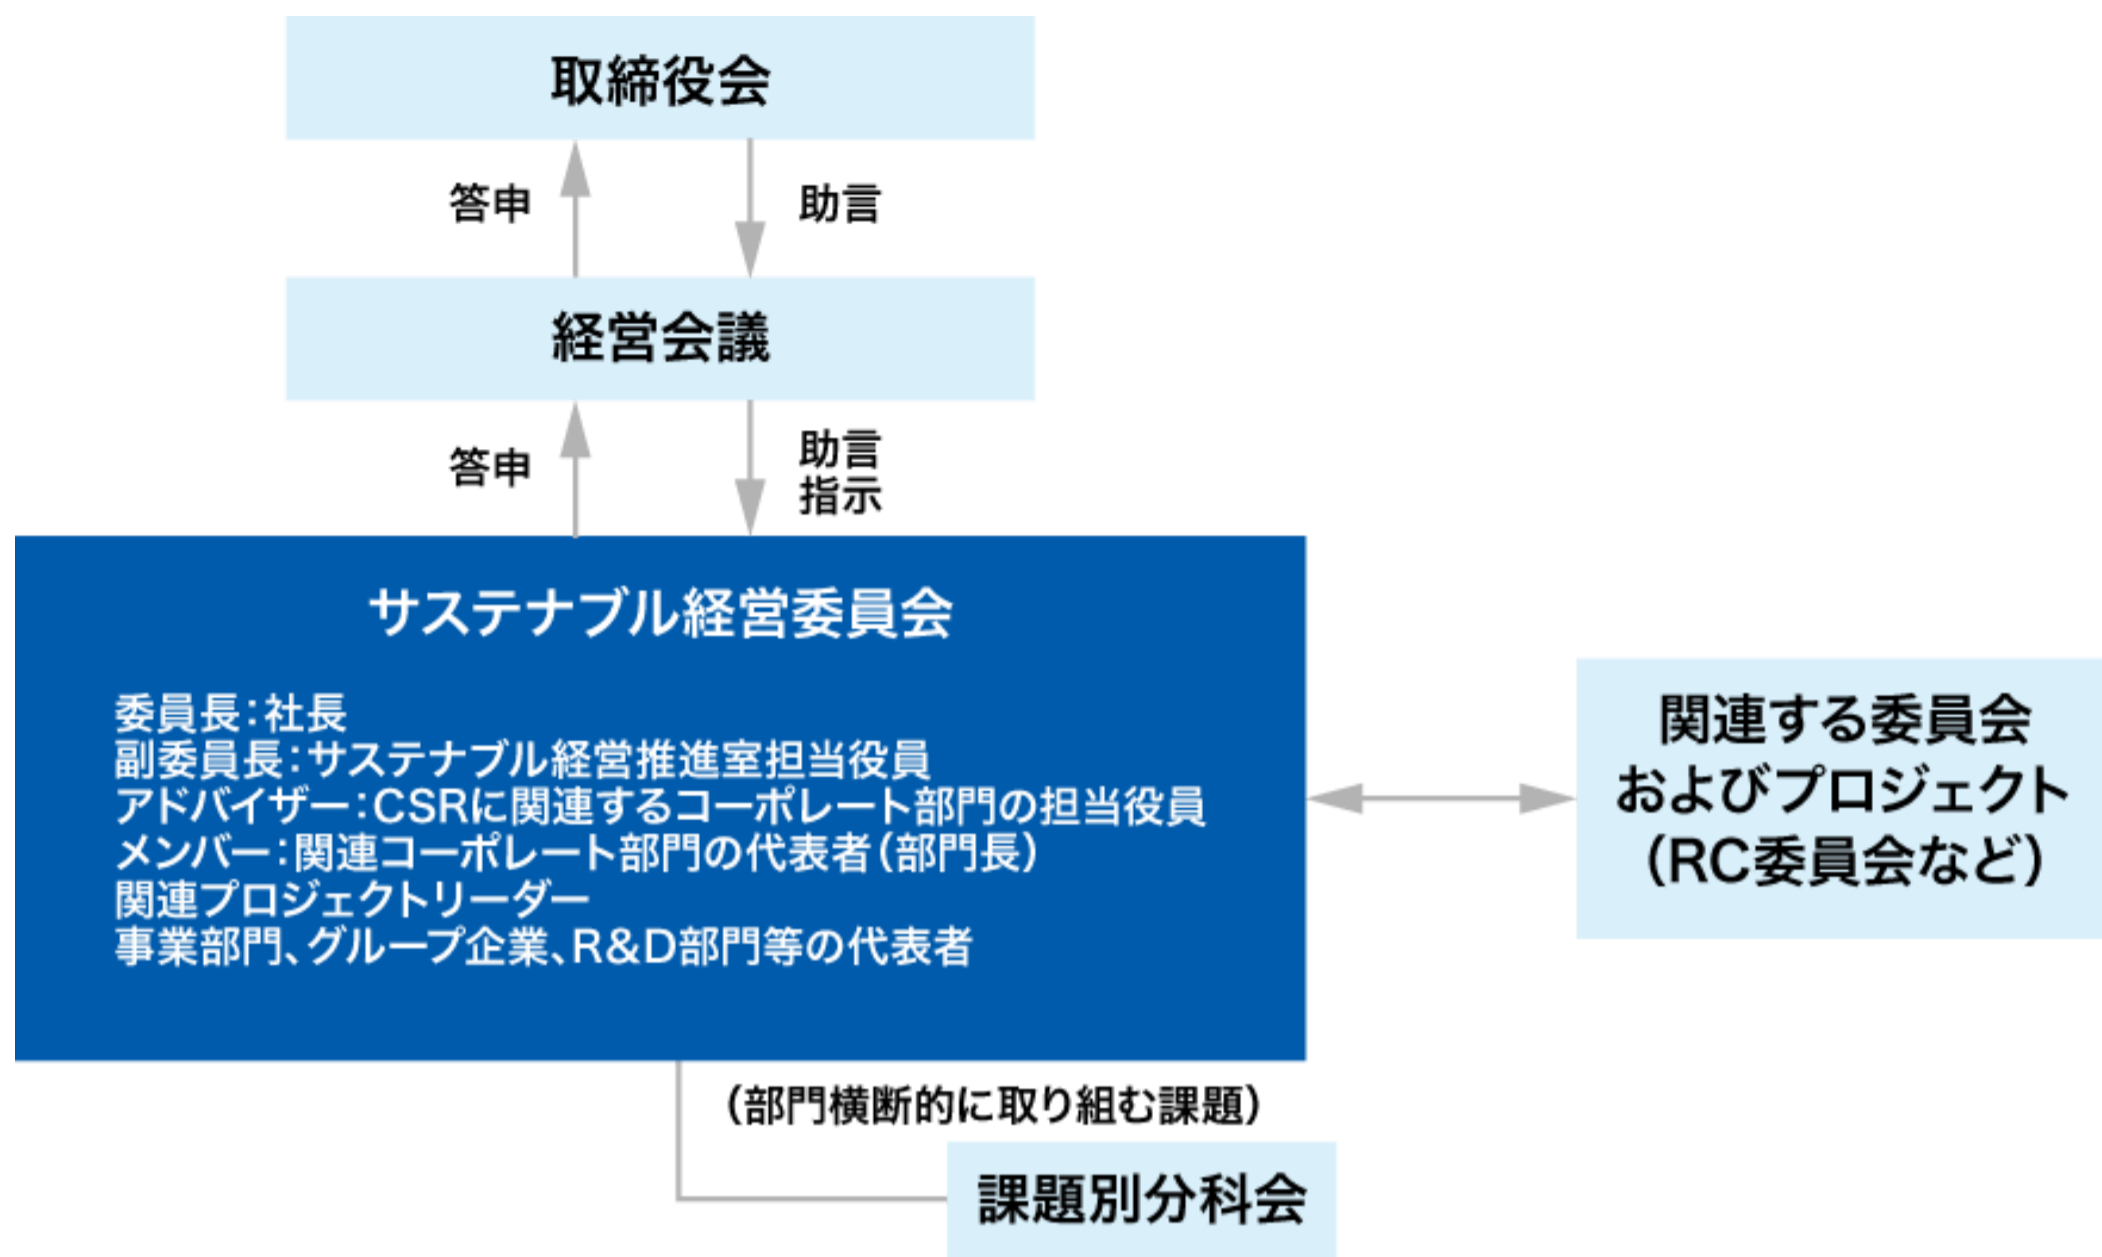 取締役会
答申
助言
経営会議
答申
助言
指示
サステナブル経営委員会
委員長：社長
副委員長：サステナブル経営推進室担当役員
アドバイザー：CSRに関連するコーポレート部門の担当役員
メンバー：関連コーポレート部門の代表者（部門長）
関連プロジェクトリーダー
事業部門、グループ企業、R&D部門等の代表者
関連する委員会
およびプロジェクト
（RC委員会など）
（部門横断的に取り組む課題）
課題別分科会